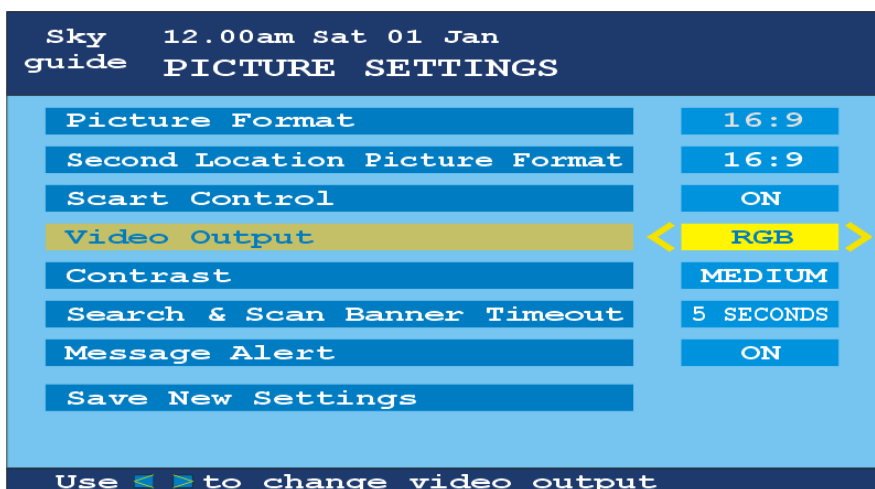 Sky guide 12.00am Sat 01 Jan
PICTURE SETTINGS
Picture Format 16:9
Second Location Picture Format 16:9
Scart Control ON
Video Output < RGB >
Contrast MEDIUM
Search & Scan Banner Timeout 5 SECONDS
Message Alert ON
Save New Settings
Use < > to change video output